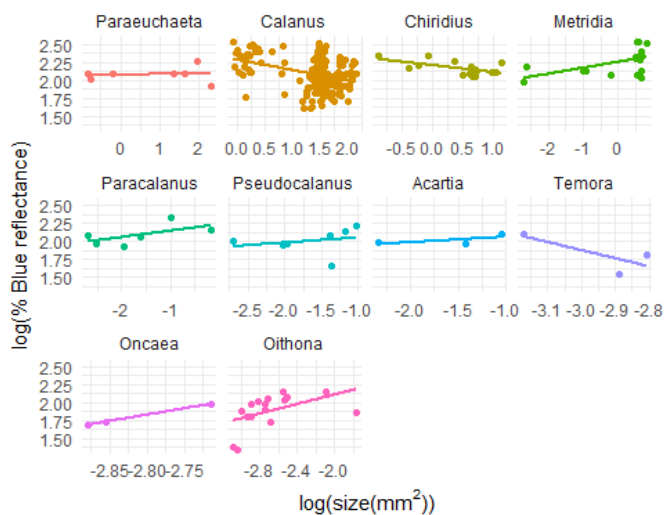 Paraeuchaeta Calanus Chiridius Metridia
2.50
2.25
2.00
1.75
1.50
0 1 2 0.0 0.5 1.0 1.5 2.0 -0.5 0.0 0.5 1.0 -2 -1 0
Paracalanus Pseudocalanus Acartia Temora
2.50
2.25
2.00
1.75
1.50
-2 -1 -2.5 -2.0 -1.5 -1.0 -2.0 -1.5 -1.0 -3.1 -3.0 -2.9 -2.8
Oncaea Oithona
2.50
2.25
2.00
1.75
1.50
-2.85 -2.80 -2.75 -2.8 -2.4 -2.0
log(% Blue reflectance)
log(size(mm²))